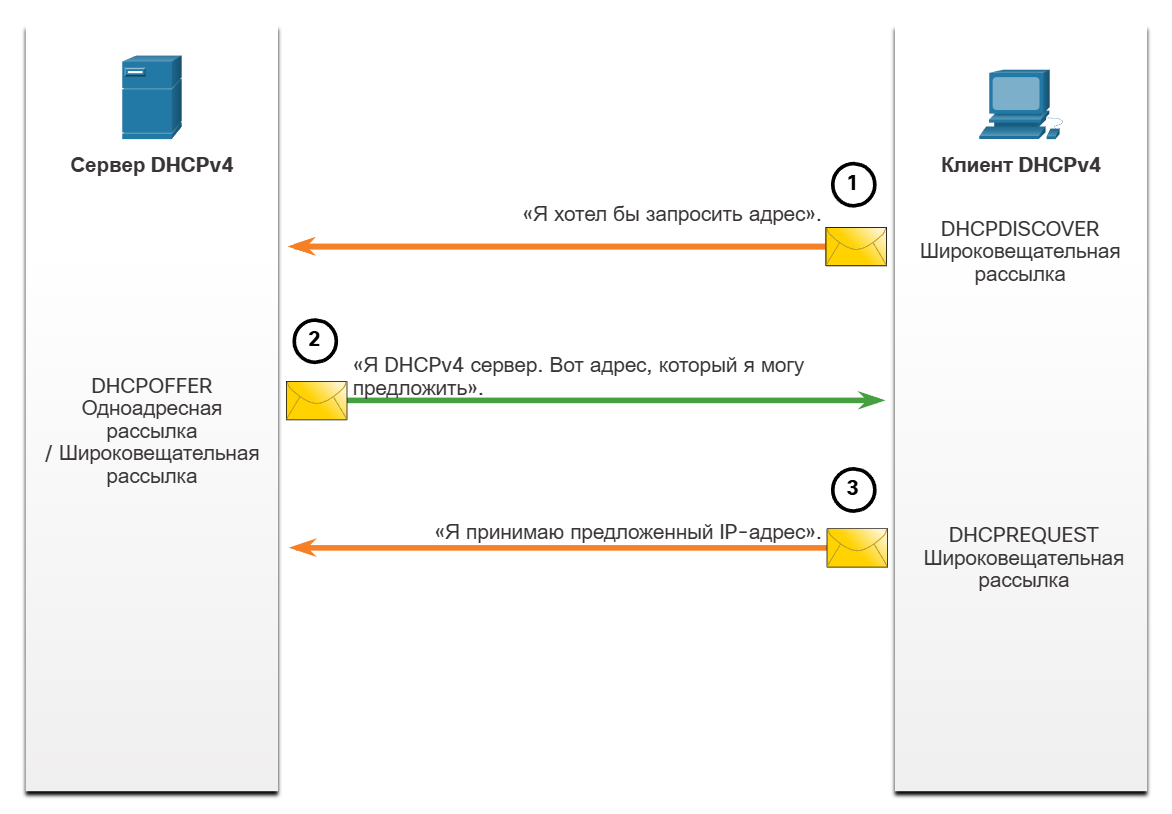 Сервер DHCPv4
Клиент DHCPv4
1
«Я хотел бы запросить адрес».
DHCPDISCOVER
Широковещательная
рассылка
2
«Я DHCPv4 сервер. Вот адрес, который я могу
предложить».
DHCPOFFER
Одноадресная
рассылка
/ Широковещательная
рассылка
3
«Я принимаю предложенный IP-адрес».
DHCPREQUEST
Широковещательная
рассылка